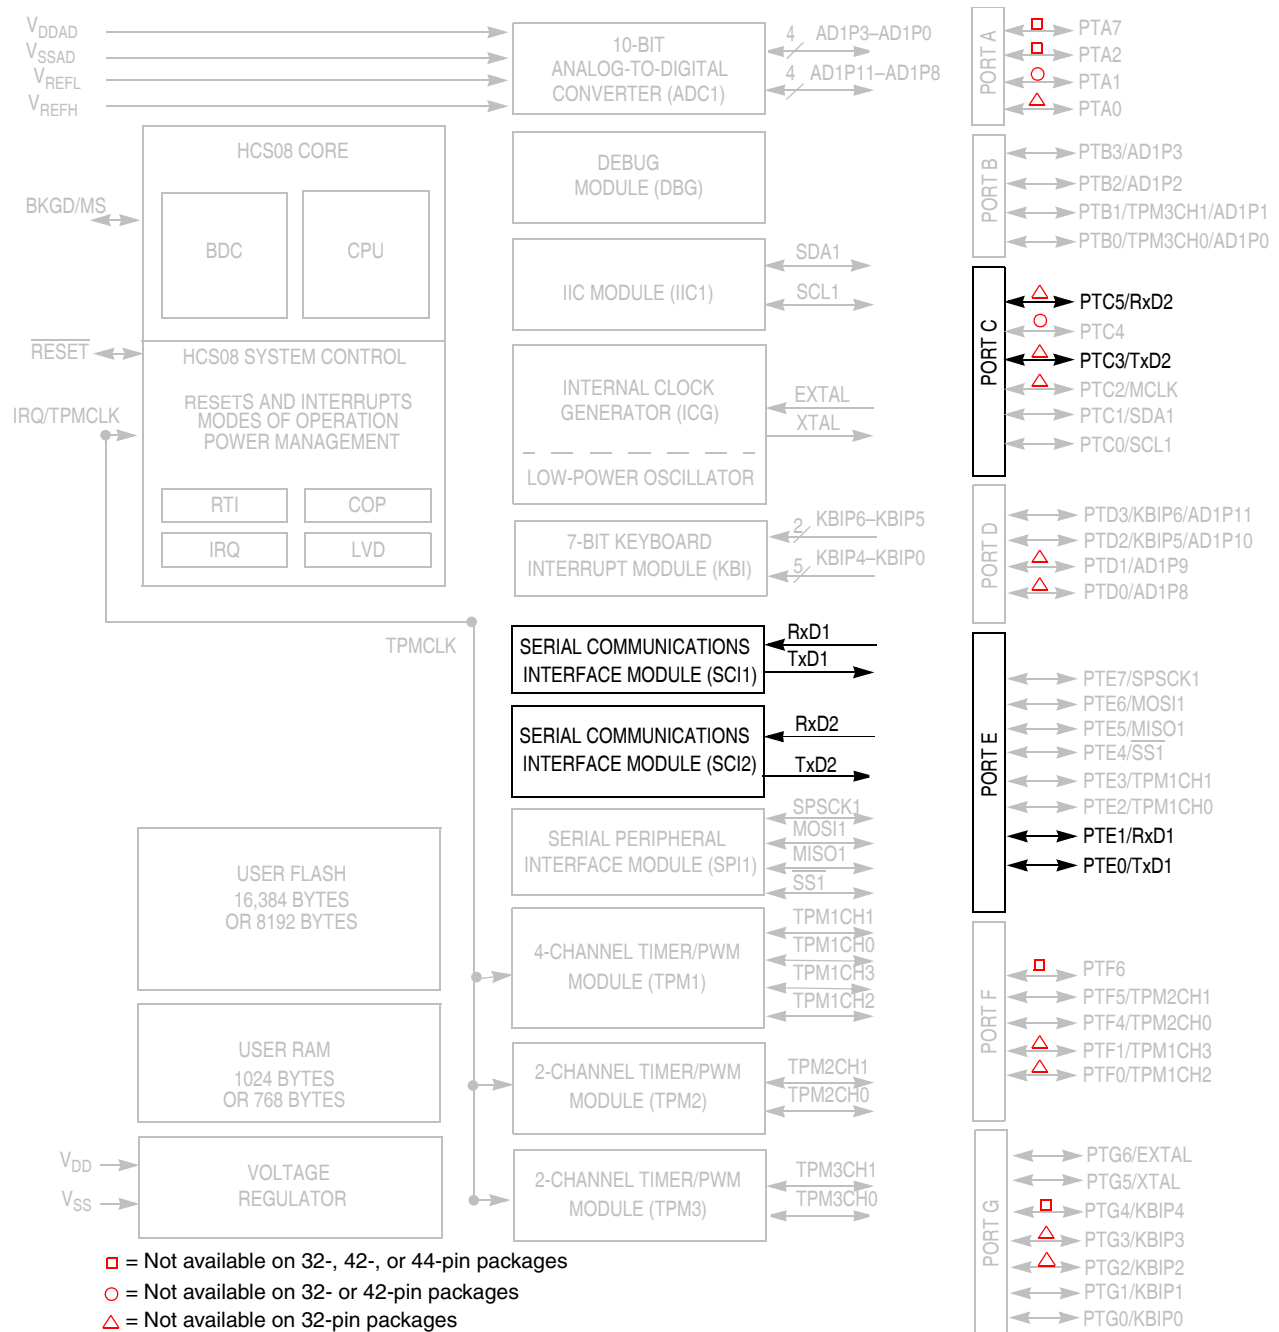 VDDAD
VSSAD
VREFL
VREFH
10-BIT
ANALOG-TO-DIGITAL
CONVERTER (ADC1)
4 AD1P3–AD1P0
4 AD1P11–AD1P8
HCS08 CORE
BDC
CPU
BKGD/MS
HCS08 SYSTEM CONTROL
RESET
RESETS AND INTERRUPTS
MODES OF OPERATION
POWER MANAGEMENT
IRQ/TPMCLK
RTI
COP
IRQ
LVD
TPMCLK
DEBUG
MODULE (DBG)
IIC MODULE (IIC1)
SDA1
SCL1
INTERNAL CLOCK
GENERATOR (ICG)
LOW-POWER OSCILLATOR
EXTAL
XTAL
7-BIT KEYBOARD
INTERRUPT MODULE (KBI)
2 KBIP6–KBIP5
5 KBIP4–KBIP0
SERIAL COMMUNICATIONS
INTERFACE MODULE (SCI1)
RxD1
TxD1
SERIAL COMMUNICATIONS
INTERFACE MODULE (SCI2)
RxD2
TxD2
SERIAL PERIPHERAL
INTERFACE MODULE (SPI1)
SPSCK1
MOSI1
MISO1
SS1
4-CHANNEL TIMER/PWM
MODULE (TPM1)
TPM1CH1
TPM1CH0
TPM1CH3
TPM1CH2
2-CHANNEL TIMER/PWM
MODULE (TPM2)
TPM2CH1
TPM2CH0
2-CHANNEL TIMER/PWM
MODULE (TPM3)
TPM3CH1
TPM3CH0
USER FLASH
16,384 BYTES
OR 8192 BYTES
USER RAM
1024 BYTES
OR 768 BYTES
VOLTAGE
REGULATOR
VDD
VSS
PORT A
PTA7
PTA2
PTA1
PTA0
PORT B
PTB3/AD1P3
PTB2/AD1P2
PTB1/TPM3CH1/AD1P1
PTB0/TPM3CH0/AD1P0
PORT C
PTC5/RxD2
PTC4
PTC3/TxD2
PTC2/MCLK
PTC1/SDA1
PTC0/SCL1
PORT D
PTD3/KBIP6/AD1P11
PTD2/KBIP5/AD1P10
PTD1/AD1P9
PTD0/AD1P8
PORT E
PTE7/SPSCK1
PTE6/MOSI1
PTE5/MISO1
PTE4/SS1
PTE3/TPM1CH1
PTE2/TPM1CH0
PTE1/RxD1
PTE0/TxD1
PORT F
PTF6
PTF5/TPM2CH1
PTF4/TPM2CH0
PTF1/TPM1CH3
PTF0/TPM1CH2
PORT G
PTG6/EXTAL
PTG5/XTAL
PTG4/KBIP4
PTG3/KBIP3
PTG2/KBIP2
PTG1/KBIP1
PTG0/KBIP0
= Not available on 32-, 42-, or 44-pin packages
= Not available on 32- or 42-pin packages
= Not available on 32-pin packages